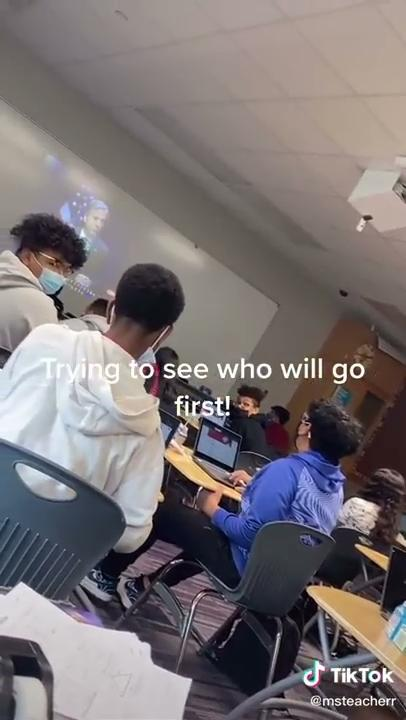 Trying to see who will go
first!
TikTok
@msteacherr